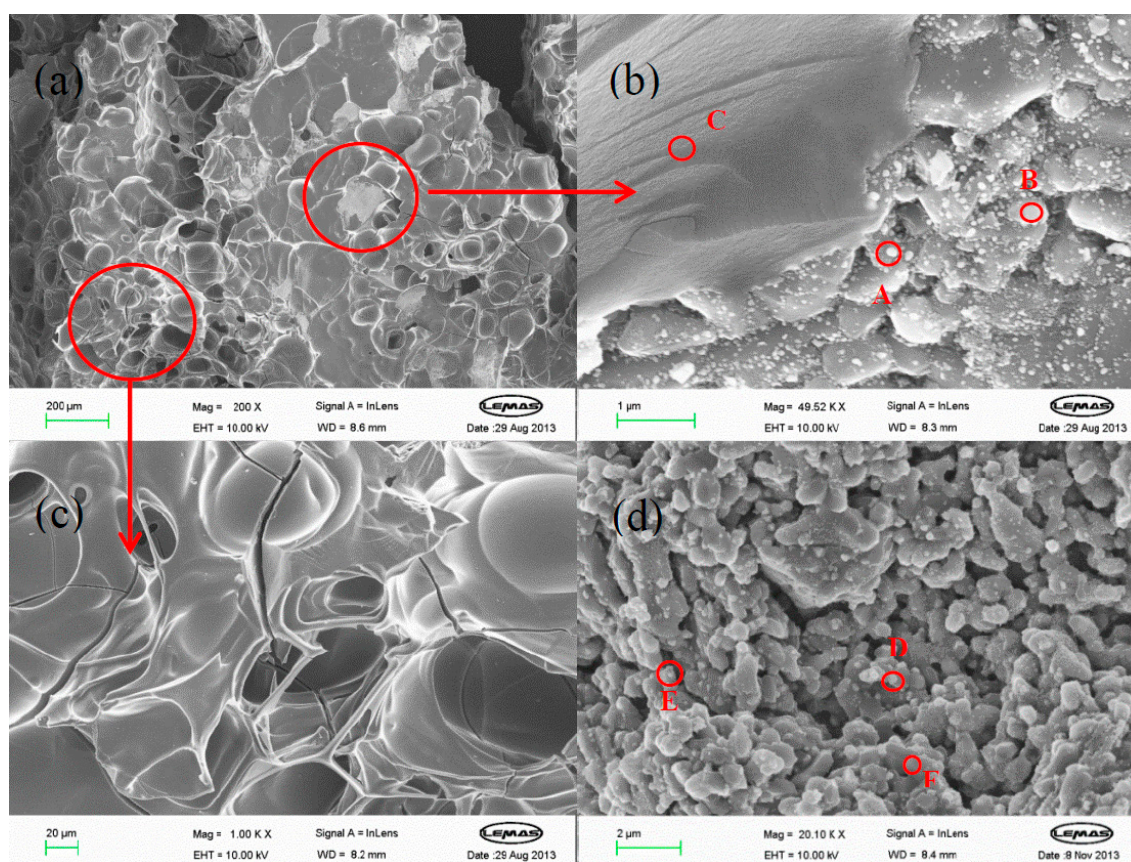 (a)
200 µm
Mag = 200 X
EHT = 10.00 kV
Signal A = InLens
WD = 8.6 mm
LEMAS
Date :29 Aug 2013
(b)
C
B
A
1 µm
Mag = 49.52 K X
EHT = 10.00 kV
Signal A = InLens
WD = 8.3 mm
LEMAS
Date :29 Aug 2013
(c)
20 µm
Mag = 1.00 K X
EHT = 10.00 kV
Signal A = InLens
WD = 8.2 mm
LEMAS
Date :29 Aug 2013
(d)
D
E
F
2 µm
Mag = 20.10 K X
EHT = 10.00 kV
Signal A = InLens
WD = 8.4 mm
LEMAS
Date :8 Nov 2013